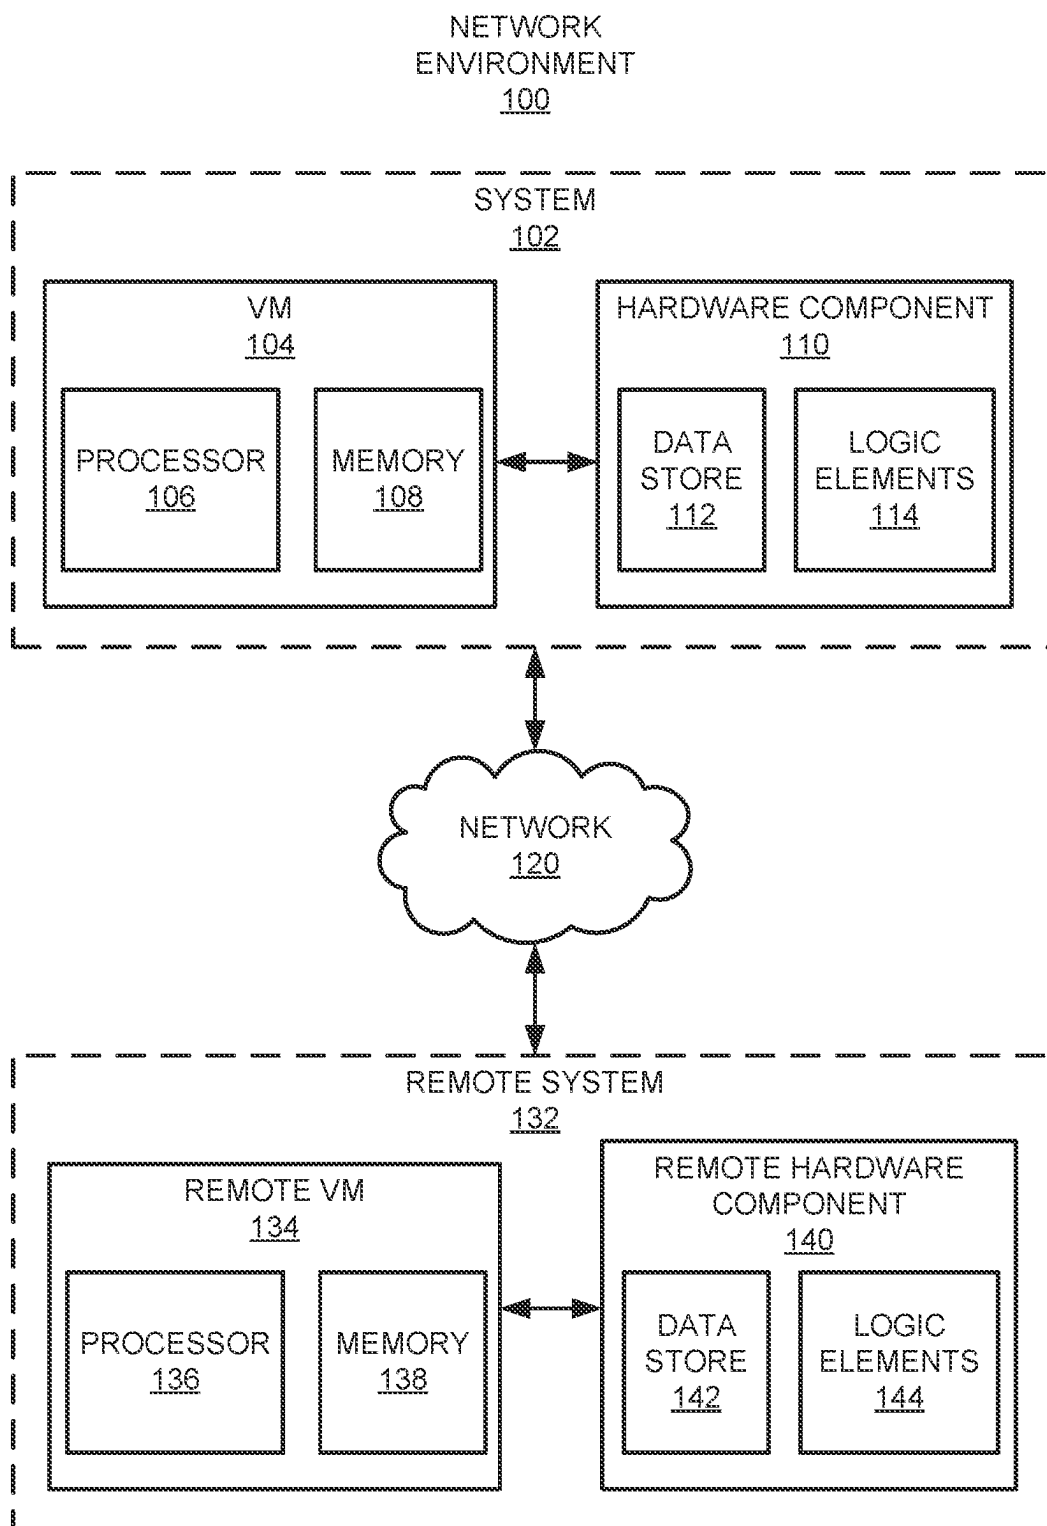 NETWORK
ENVIRONMENT
100
SYSTEM
102
VM
104
PROCESSOR
106
MEMORY
108
HARDWARE COMPONENT
110
DATA
STORE
112
LOGIC
ELEMENTS
114
NETWORK
120
REMOTE SYSTEM
132
REMOTE VM
134
PROCESSOR
136
MEMORY
138
REMOTE HARDWARE
COMPONENT
140
DATA
STORE
142
LOGIC
ELEMENTS
144